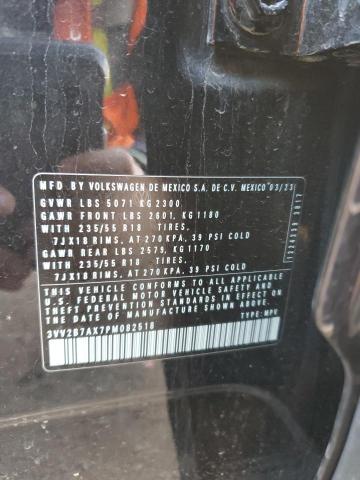 MFD BY VOLKSWAGEN DE MEXICO S.A. DE C.V. MEXICO 03/23
GVWR LBS 5071 KG 2300
GAWR FRONT LBS 2601, KG 1180
WITH 235/55 R18 TIRES,
7JX18 RIMS, AT 270 KPA, 39 PSI COLD
GAWR REAR LBS 2579, KG 1170
WITH 235/55 R18 TIRES,
7JX18 RIMS, AT 270 KPA, 39 PSI COLD
THIS VEHICLE CONFORMS TO ALL APPLICABLE
U.S. FEDERAL MOTOR VEHICLE SAFETY AND
THEFT PREVENTION STANDARDS IN EFFECT ON THE
DATE OF MANUFACTURE SHOWN ABOVE.
3VV2B7AX7PM082518 TYPE: MPV